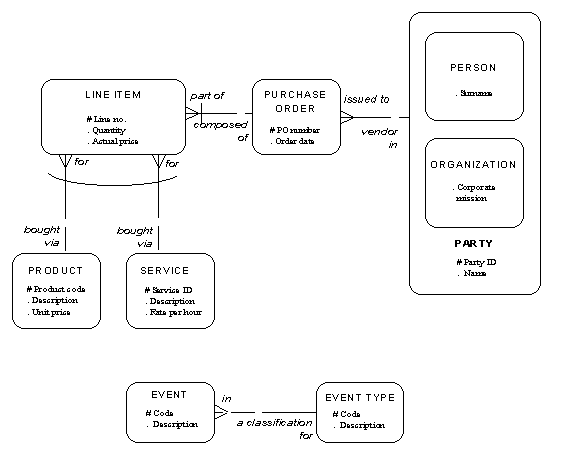 LINE ITEM
# Line no.
. Quantity
. Actual price
part of
composed
of
PURCHASE
ORDER
# PO number
. Order date
issued to
vendor
in
PERSON
. Surname
ORGANIZATION
. Corporate
mission
PARTY
# Party ID
. Name
for
for
bought
via
bought
via
PRODUCT
# Product code
. Description
. Unit price
SERVICE
# Service ID
. Description
. Rate per hour
EVENT
# Code
. Description
in
a classification
for
EVENT TYPE
# Code
. Description